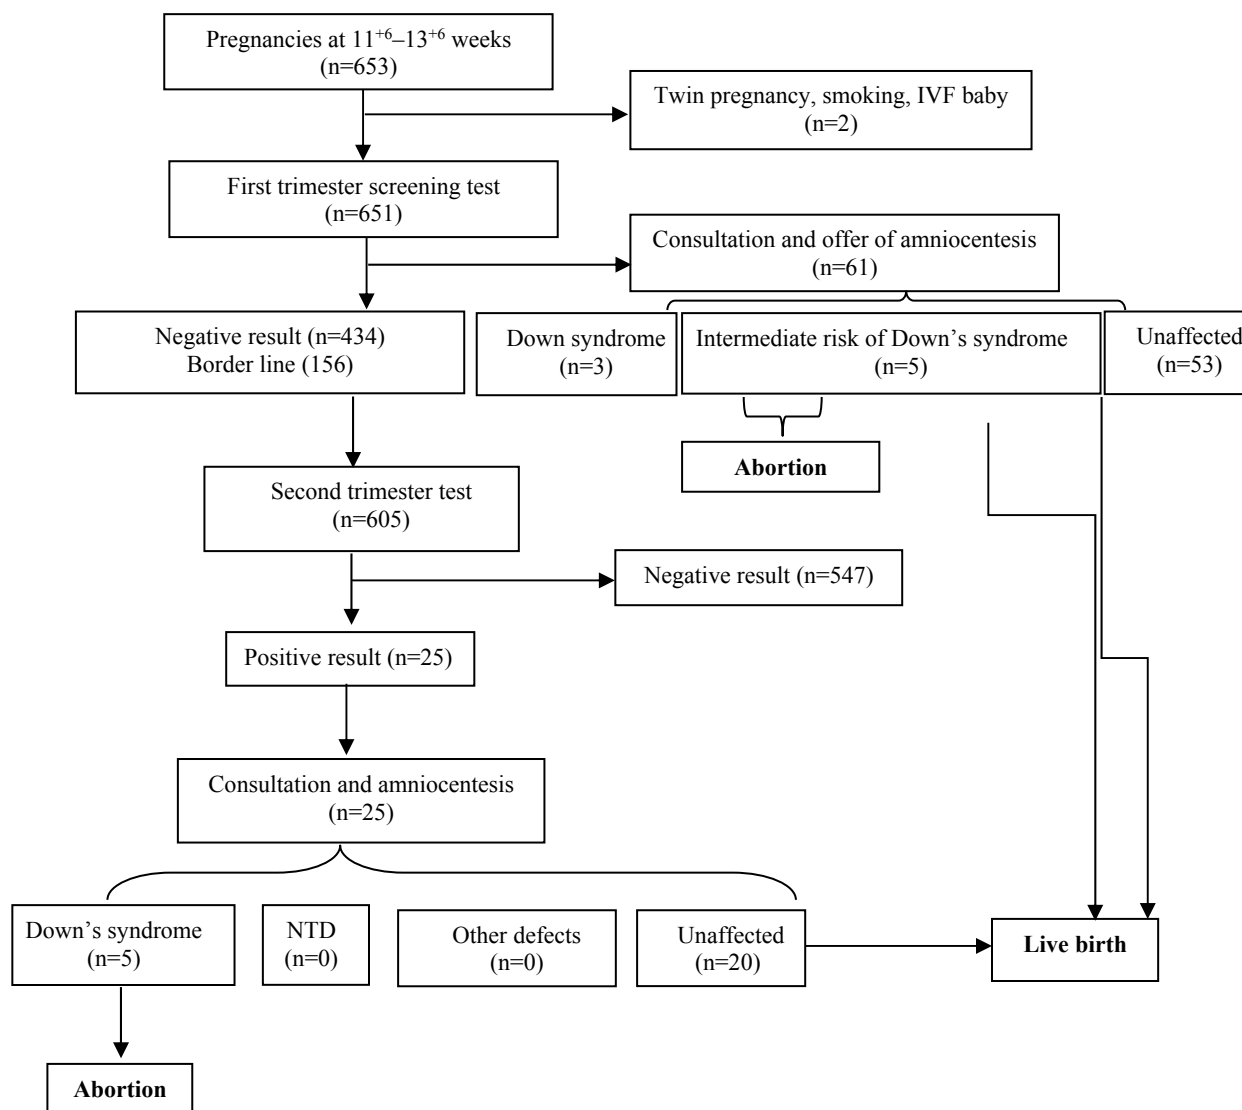 Pregnancies at 11⁺⁶–13⁺⁶ weeks
(n=653)
Twin pregnancy, smoking, IVF baby
(n=2)
First trimester screening test
(n=651)
Consultation and offer of amniocentesis
(n=61)
Negative result (n=434)
Border line (156)
Down syndrome
(n=3)
Intermediate risk of Down’s syndrome
(n=5)
Unaffected
(n=53)
Abortion
Second trimester test
(n=605)
Negative result (n=547)
Positive result (n=25)
Consultation and amniocentesis
(n=25)
Down’s syndrome
(n=5)
NTD
(n=0)
Other defects
(n=0)
Unaffected
(n=20)
Live birth
Abortion